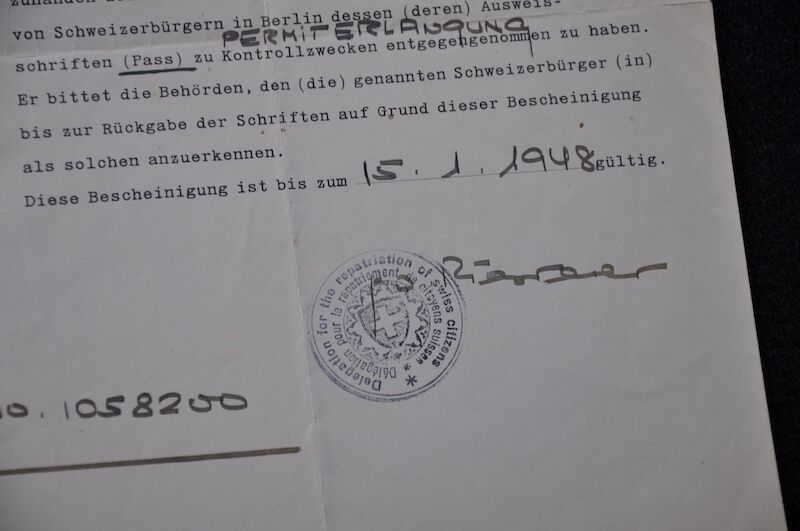 zuhanden des
von Schweizerbürgern in Berlin dessen (deren) Ausweis-
PERMITERLANGUNG
schriften (Pass) zu Kontrollzwecken entgegengenommen zu haben.
Er bittet die Behörden, den (die) genannten Schweizerbürger (in)
bis zur Rückgabe der Schriften auf Grund dieser Bescheinigung
als solchen anzuerkennen.
Diese Bescheinigung ist bis zum 15. 1. 1948 gültig.
Delegation for the repatriation of swiss citizens *
Délégation pour la rapatriement de citoyens suisses *
o. 1058200